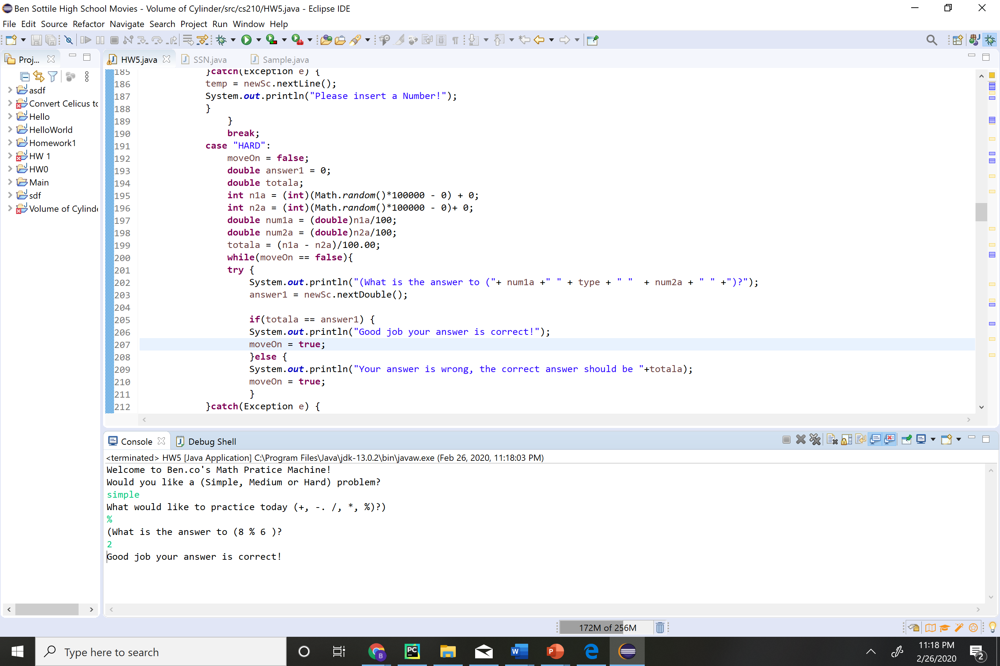 Ben Sottile High School Movies - Volume of Cylinder/src/cs210/HW5.java - Eclipse IDE
File Edit Source Refactor Navigate Search Project Run Window Help
Proj...
HW5.java
SSN.java
Sample.java
asdf
Convert Celicus to
Hello
HelloWorld
Homework1
HW 1
HW0
Main
sdf
Volume of Cylinde
185 }catch(Exception e) {
186 temp = newSc.nextLine();
187 System.out.println("Please insert a Number!");
188 }
189 }
190 break;
191 case "HARD":
192 moveOn = false;
193 double answer1 = 0;
194 double totala;
195 int n1a = (int)(Math.random()*100000 - 0) + 0;
196 int n2a = (int)(Math.random()*100000 - 0)+ 0;
197 double num1a = (double)n1a/100;
198 double num2a = (double)n2a/100;
199 totala = (n1a - n2a)/100.00;
200 while(moveOn == false){
201 try {
202 System.out.println("(What is the answer to ("+ num1a +" " + type + " "  + num2a + " " +")?");
203 answer1 = newSc.nextDouble();
204
205 if(totala == answer1) {
206 System.out.println("Good job your answer is correct!");
207 moveOn = true;
208 }else {
209 System.out.println("Your answer is wrong, the correct answer should be "+totala);
210 moveOn = true;
211 }
212 }catch(Exception e) {
Console
Debug Shell
<terminated> HW5 [Java Application] C:\Program Files\Java\jdk-13.0.2\bin\javaw.exe (Feb 26, 2020, 11:18:03 PM)
Welcome to Ben.co's Math Pratice Machine!
Would you like a (Simple, Medium or Hard) problem?
simple
What would like to practice today (+, -. /, *, %)?)
%
(What is the answer to (8 % 6 )?
2
Good job your answer is correct!
172M of 256M
Type here to search
B
PC
W
P
11:18 PM
2/26/2020
2